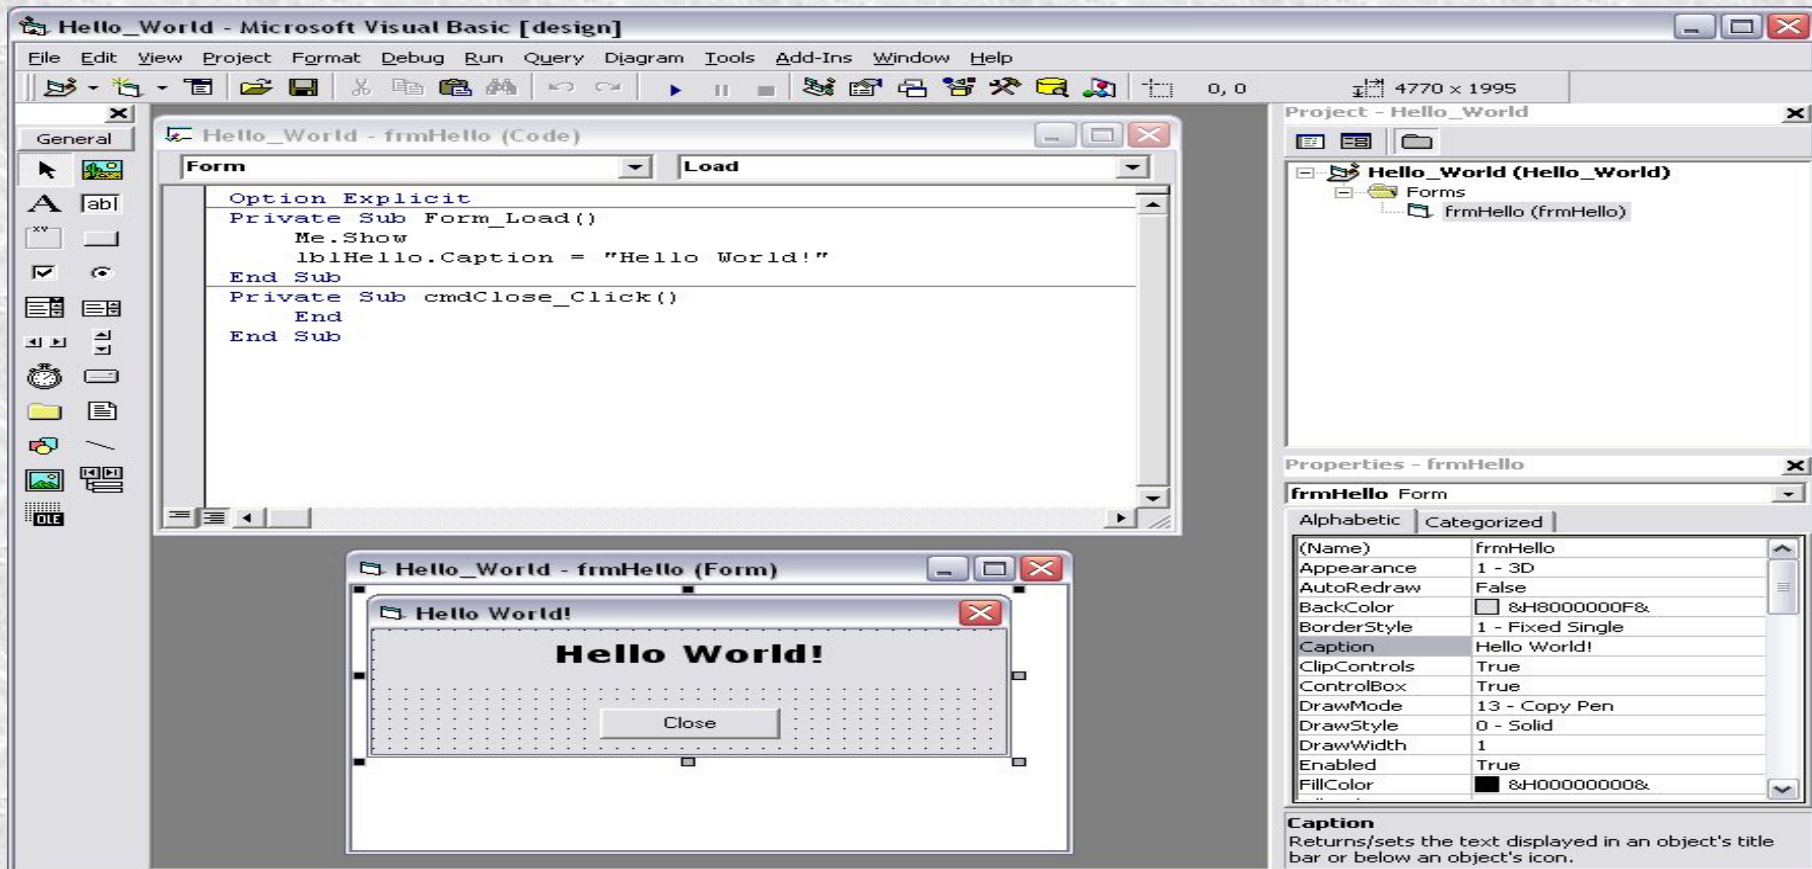 Hello_World - Microsoft Visual Basic [design]
File Edit View Project Format Debug Run Query Diagram Tools Add-Ins Window Help
0, 0 4770 x 1995
General
A abl
xv
OLE
Hello_World - frmHello (Code)
Form Load
Option Explicit
Private Sub Form_Load()
Me.Show
lblHello.Caption = "Hello World!"
End Sub
Private Sub cmdClose_Click()
End
End Sub
Hello_World - frmHello (Form)
Hello World!
Hello World!
Close
Project - Hello_World
Hello_World (Hello_World)
Forms
frmHello (frmHello)
Properties - frmHello
frmHello Form
Alphabetic Categorized
(Name) frmHello
Appearance 1 - 3D
AutoRedraw False
BackColor &H8000000F&
BorderStyle 1 - Fixed Single
Caption Hello World!
ClipControls True
ControlBox True
DrawMode 13 - Copy Pen
DrawStyle 0 - Solid
DrawWidth 1
Enabled True
FillColor &H00000000&
Caption
Returns/sets the text displayed in an object's title
bar or below an object's icon.